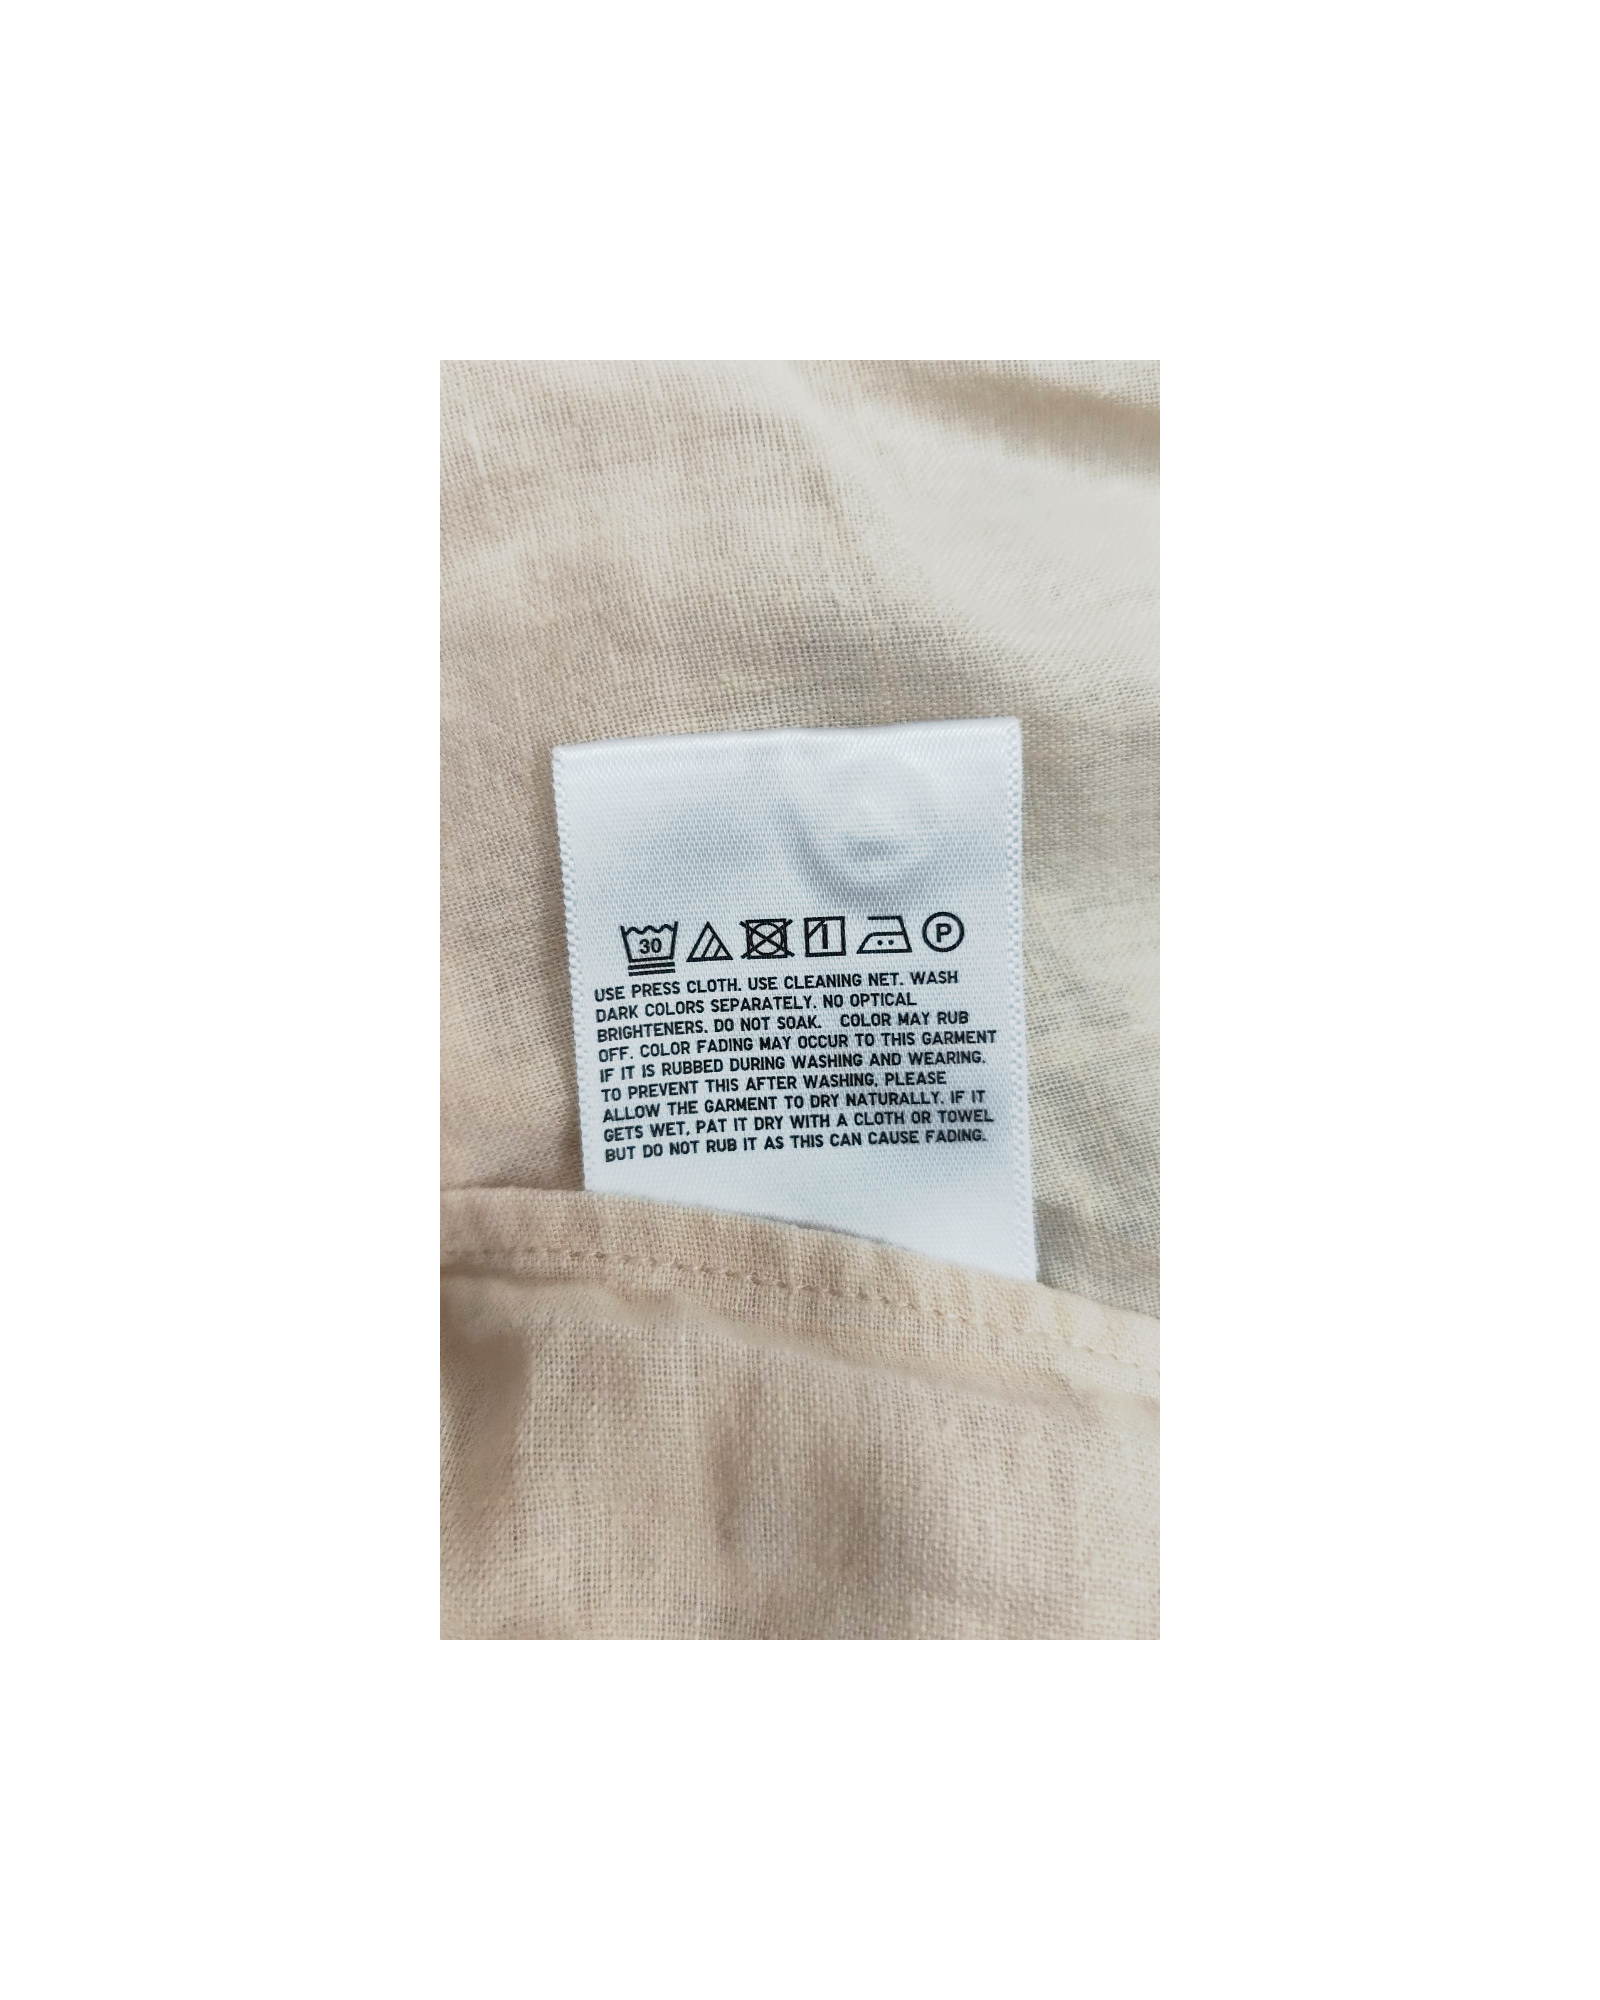 30 P
USE PRESS CLOTH. USE CLEANING NET. WASH
DARK COLORS SEPARATELY. NO OPTICAL
BRIGHTENERS. DO NOT SOAK. COLOR MAY RUB
OFF. COLOR FADING MAY OCCUR TO THIS GARMENT
IF IT IS RUBBED DURING WASHING AND WEARING.
TO PREVENT THIS AFTER WASHING, PLEASE
ALLOW THE GARMENT TO DRY NATURALLY. IF IT
GETS WET, PAT IT DRY WITH A CLOTH OR TOWEL
BUT DO NOT RUB IT AS THIS CAN CAUSE FADING.